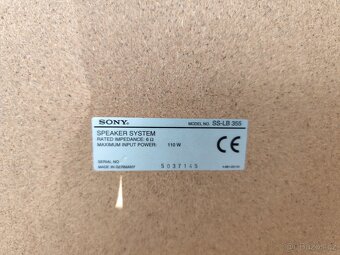 SONY MODEL NO. SS-LB 355
SPEAKER SYSTEM
RATED IMPEDANCE: 6 Ω
MAXIMUM INPUT POWER: 110 W
SERIAL NO.
MADE IN GERMANY 5037145